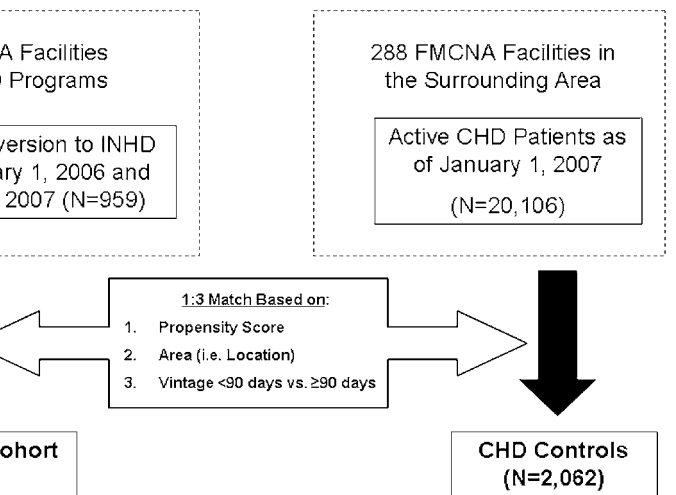 A Facilities
Programs
version to INHD
ary 1, 2006 and
2007 (N=959)
288 FMCNA Facilities in
the Surrounding Area
Active CHD Patients as
of January 1, 2007
(N=20,106)
1:3 Match Based on:
1. Propensity Score
2. Area (i.e. Location)
3. Vintage <90 days vs. ≥90 days
ohort
CHD Controls
(N=2,062)